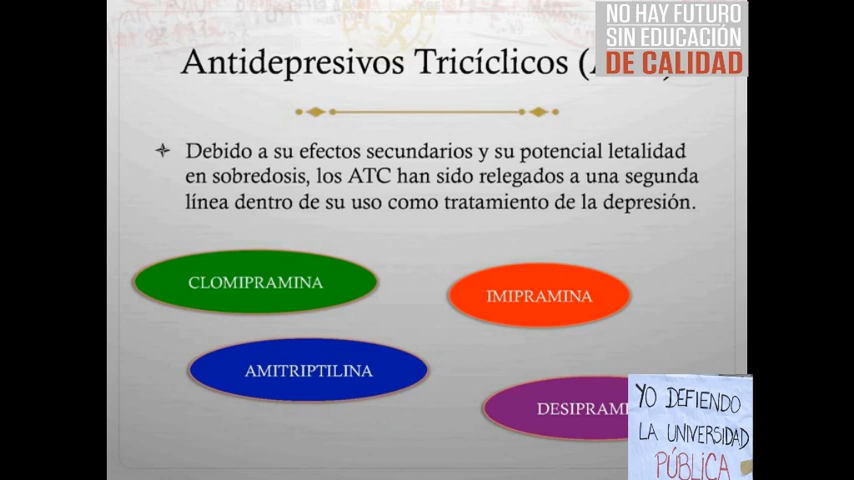 NO HAY FUTURO
SIN EDUCACIÓN
DE CALIDAD
Antidepresivos Tricíclicos
Debido a su efectos secundarios y su potencial letalidad
en sobredosis, los ATC han sido relegados a una segunda
línea dentro de su uso como tratamiento de la depresión.
CLOMIPRAMINA
IMIPRAMINA
AMITRIPTILINA
YO DEFIENDO
LA UNIVERSIDAD
PÚBLICA